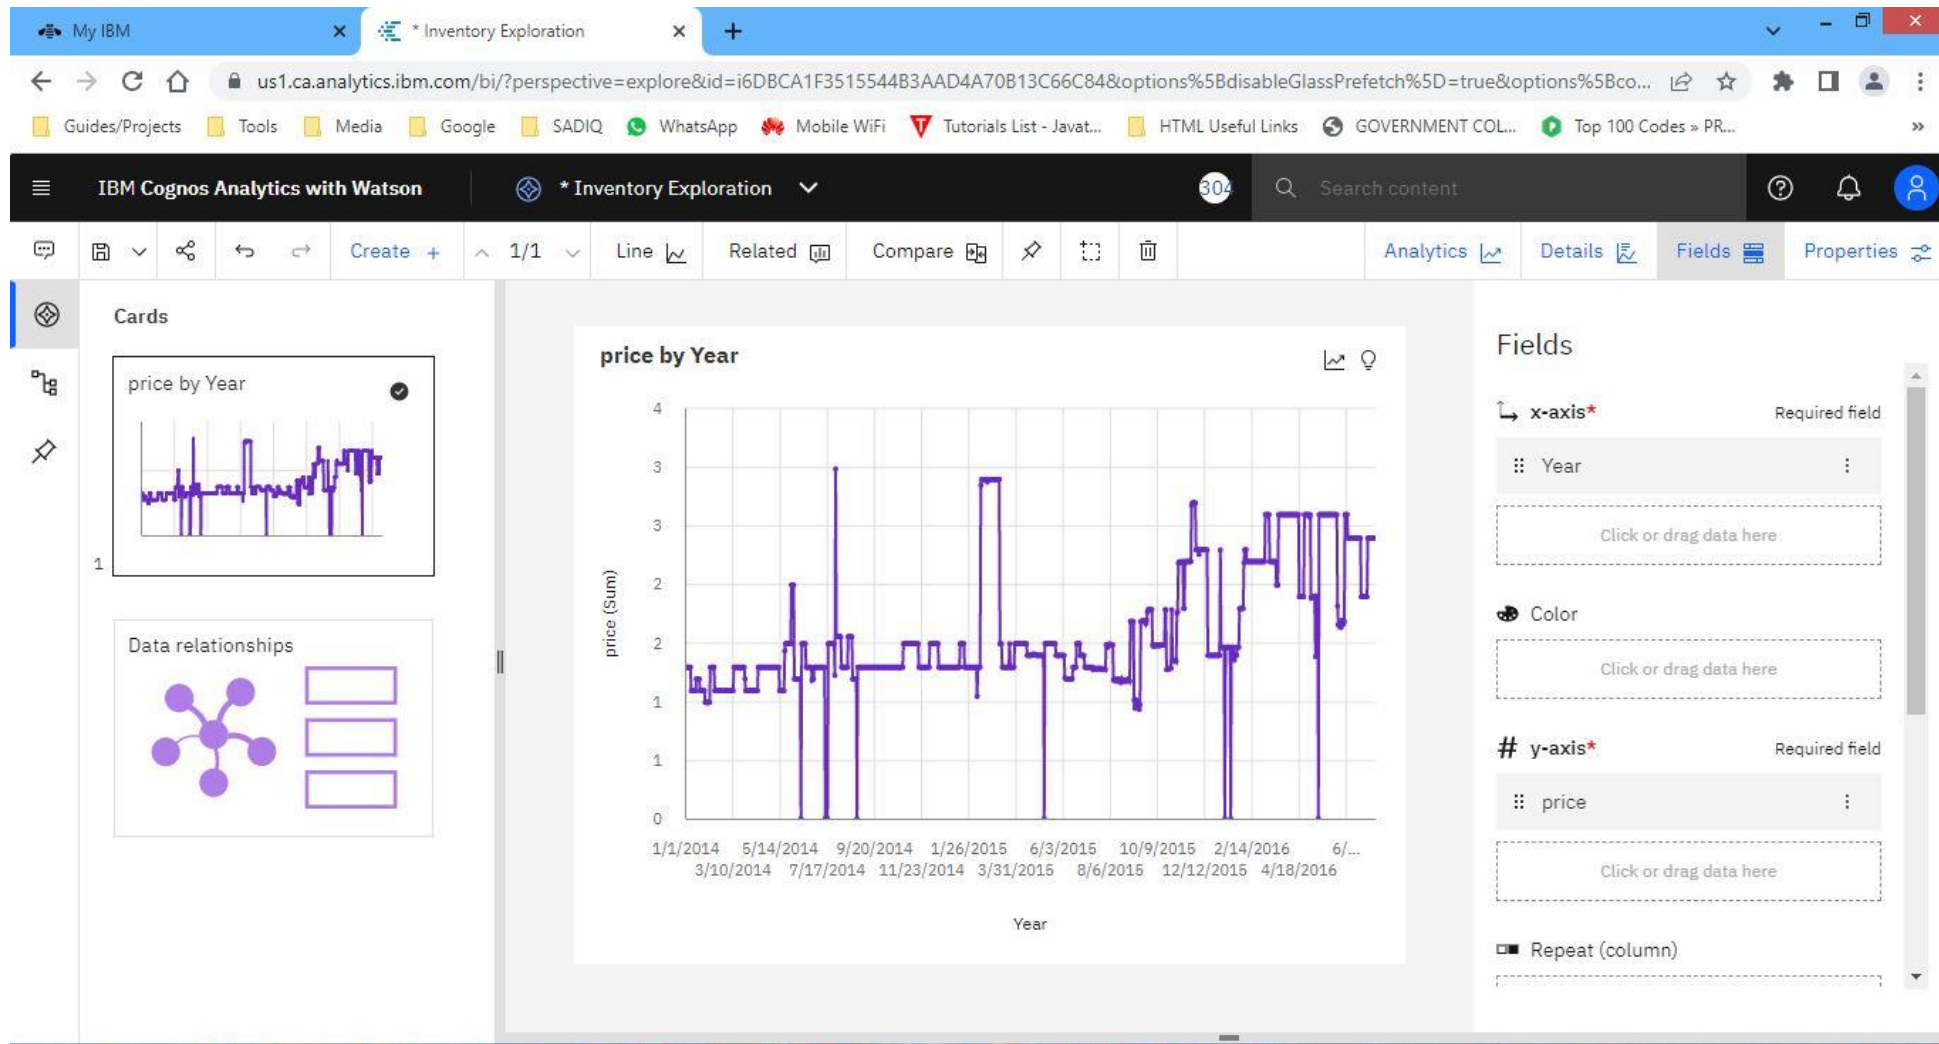 My IBM
* Inventory Exploration
us1.ca.analytics.ibm.com/bi/?perspective=explore&id=i6DBCA1F3515544B3AAD4A70B13C66C84&options%5BdisableGlassPrefetch%5D=true&options%5Bco...
Guides/Projects Tools Media Google SADIQ WhatsApp Mobile WiFi Tutorials List - Javat... HTML Useful Links GOVERNMENT COL... Top 100 Codes » PR... »
IBM Cognos Analytics with Watson * Inventory Exploration 304 Search content
Create + 1/1 Line Related Compare Analytics Details Fields Properties
Cards
price by Year
1
Data relationships
price by Year
4
3
3
2
2
1
1
0
price (Sum)
1/1/2014 5/14/2014 9/20/2014 1/26/2015 6/3/2015 10/9/2015 2/14/2016 6/...
3/10/2014 7/17/2014 11/23/2014 3/31/2015 8/6/2015 12/12/2015 4/18/2016
Year
Fields
x-axis* Required field
Year
Click or drag data here
Color
Click or drag data here
# y-axis* Required field
price
Click or drag data here
Repeat (column)